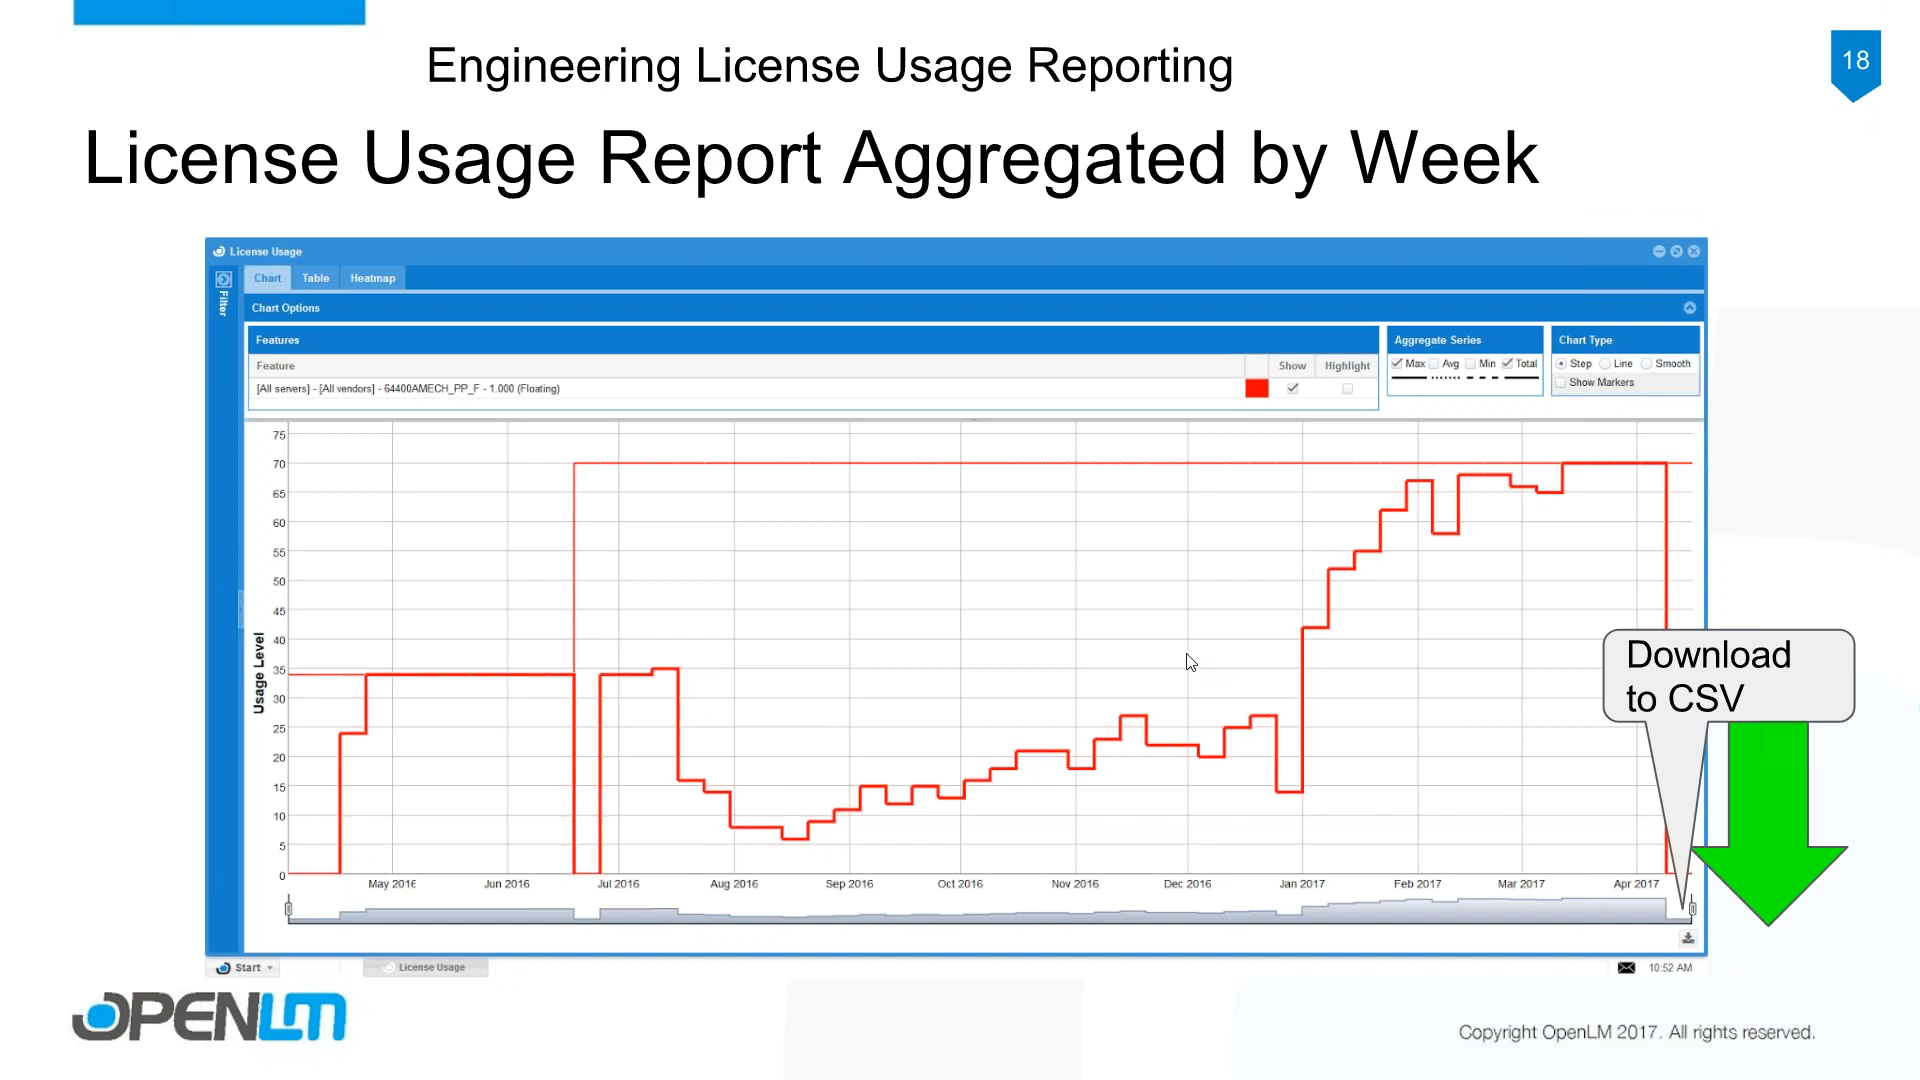 Engineering License Usage Reporting
18
License Usage Report Aggregated by Week
License Usage
Chart Table Heatmap
Filter
Chart Options
Features
Feature Show Highlight
[All servers] - [All vendors] - 64400AMECH_PP_F - 1.000 (Floating)
Aggregate Series
Max Avg Min Total
Chart Type
Step Line Smooth
Show Markers
75
70
65
60
55
50
45
40
35
30
25
20
15
10
5
0
Usage Level
May 2016 Jun 2016 Jul 2016 Aug 2016 Sep 2016 Oct 2016 Nov 2016 Dec 2016 Jan 2017 Feb 2017 Mar 2017 Apr 2017
Download
to CSV
Start License Usage 10:52 AM
OPENLM
Copyright OpenLM 2017. All rights reserved.